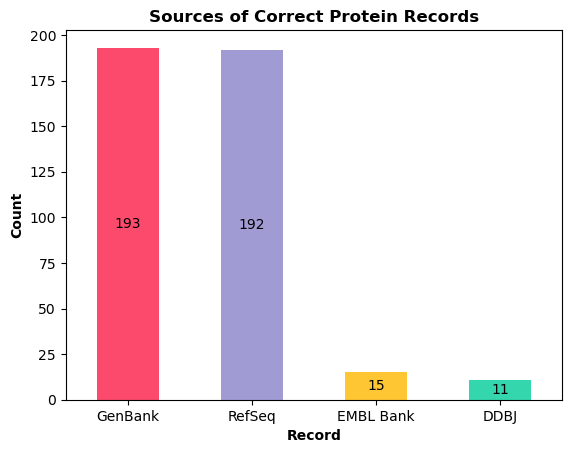 Sources of Correct Protein Records
200
175
150
125
100
75
50
25
0
Count
193
192
15
11
GenBank
RefSeq
EMBL Bank
DDBJ
Record